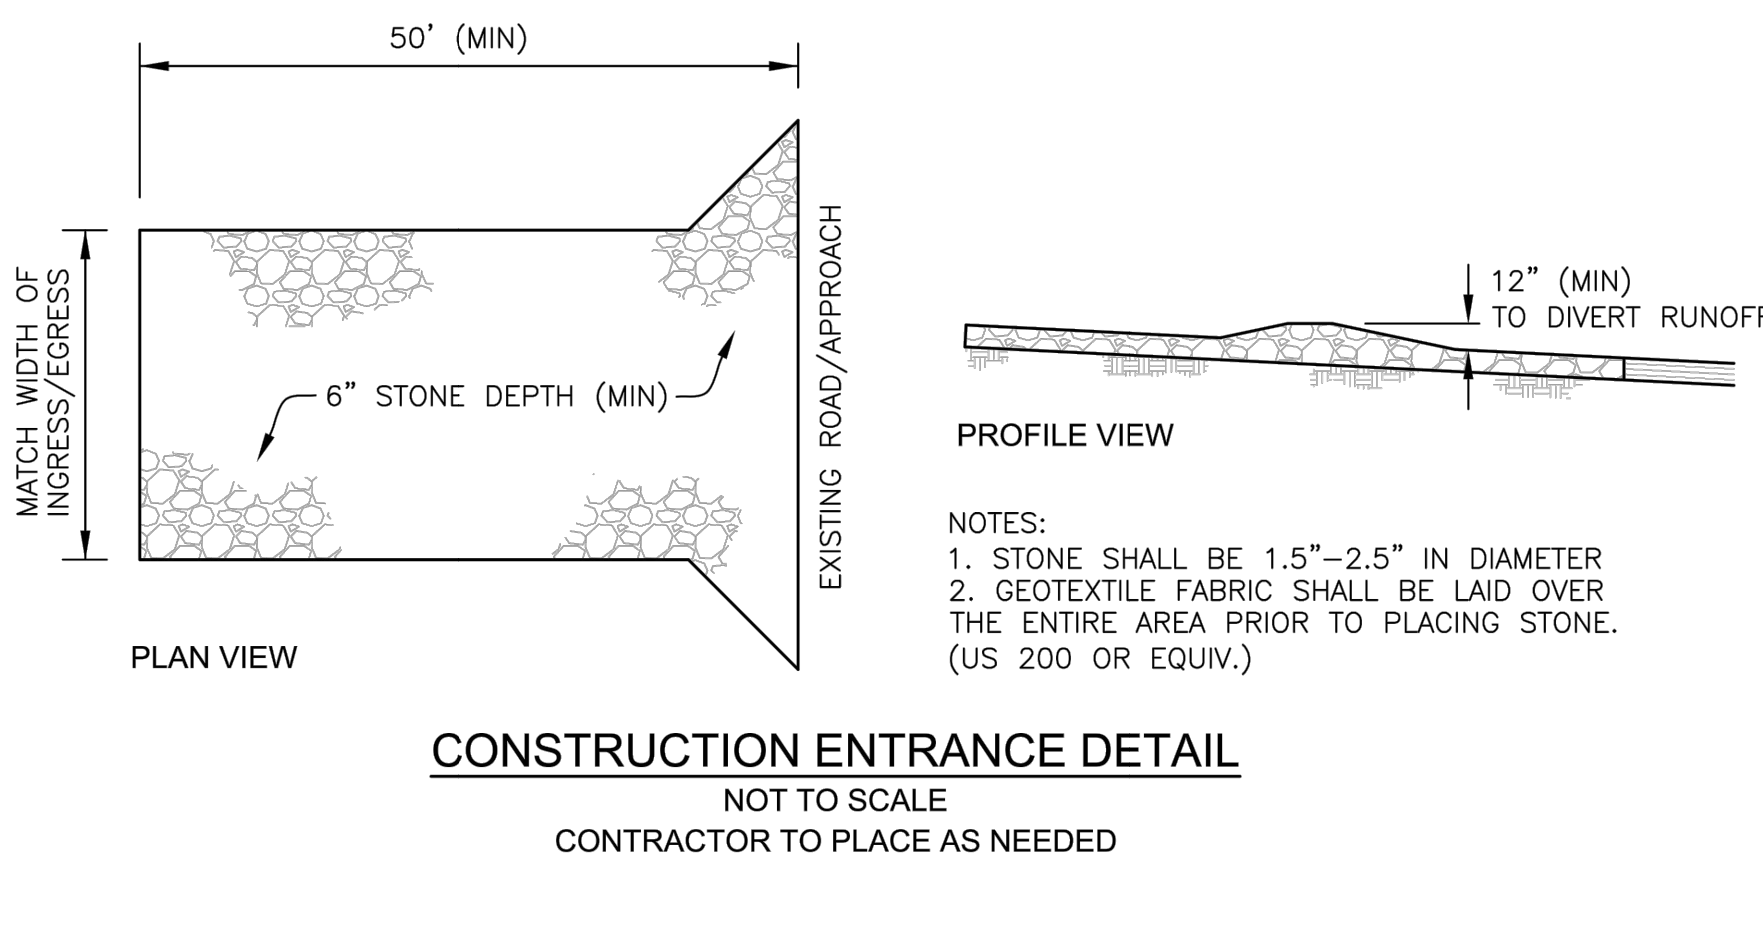 50' (MIN)
MATCH WIDTH OF
INGRESS/EGRESS
6" STONE DEPTH (MIN)
EXISTING ROAD/APPROACH
PLAN VIEW
12" (MIN)
TO DIVERT RUNOFF
PROFILE VIEW
NOTES:
1. STONE SHALL BE 1.5"-2.5" IN DIAMETER
2. GEOTEXTILE FABRIC SHALL BE LAID OVER
THE ENTIRE AREA PRIOR TO PLACING STONE.
(US 200 OR EQUIV.)
CONSTRUCTION ENTRANCE DETAIL
NOT TO SCALE
CONTRACTOR TO PLACE AS NEEDED